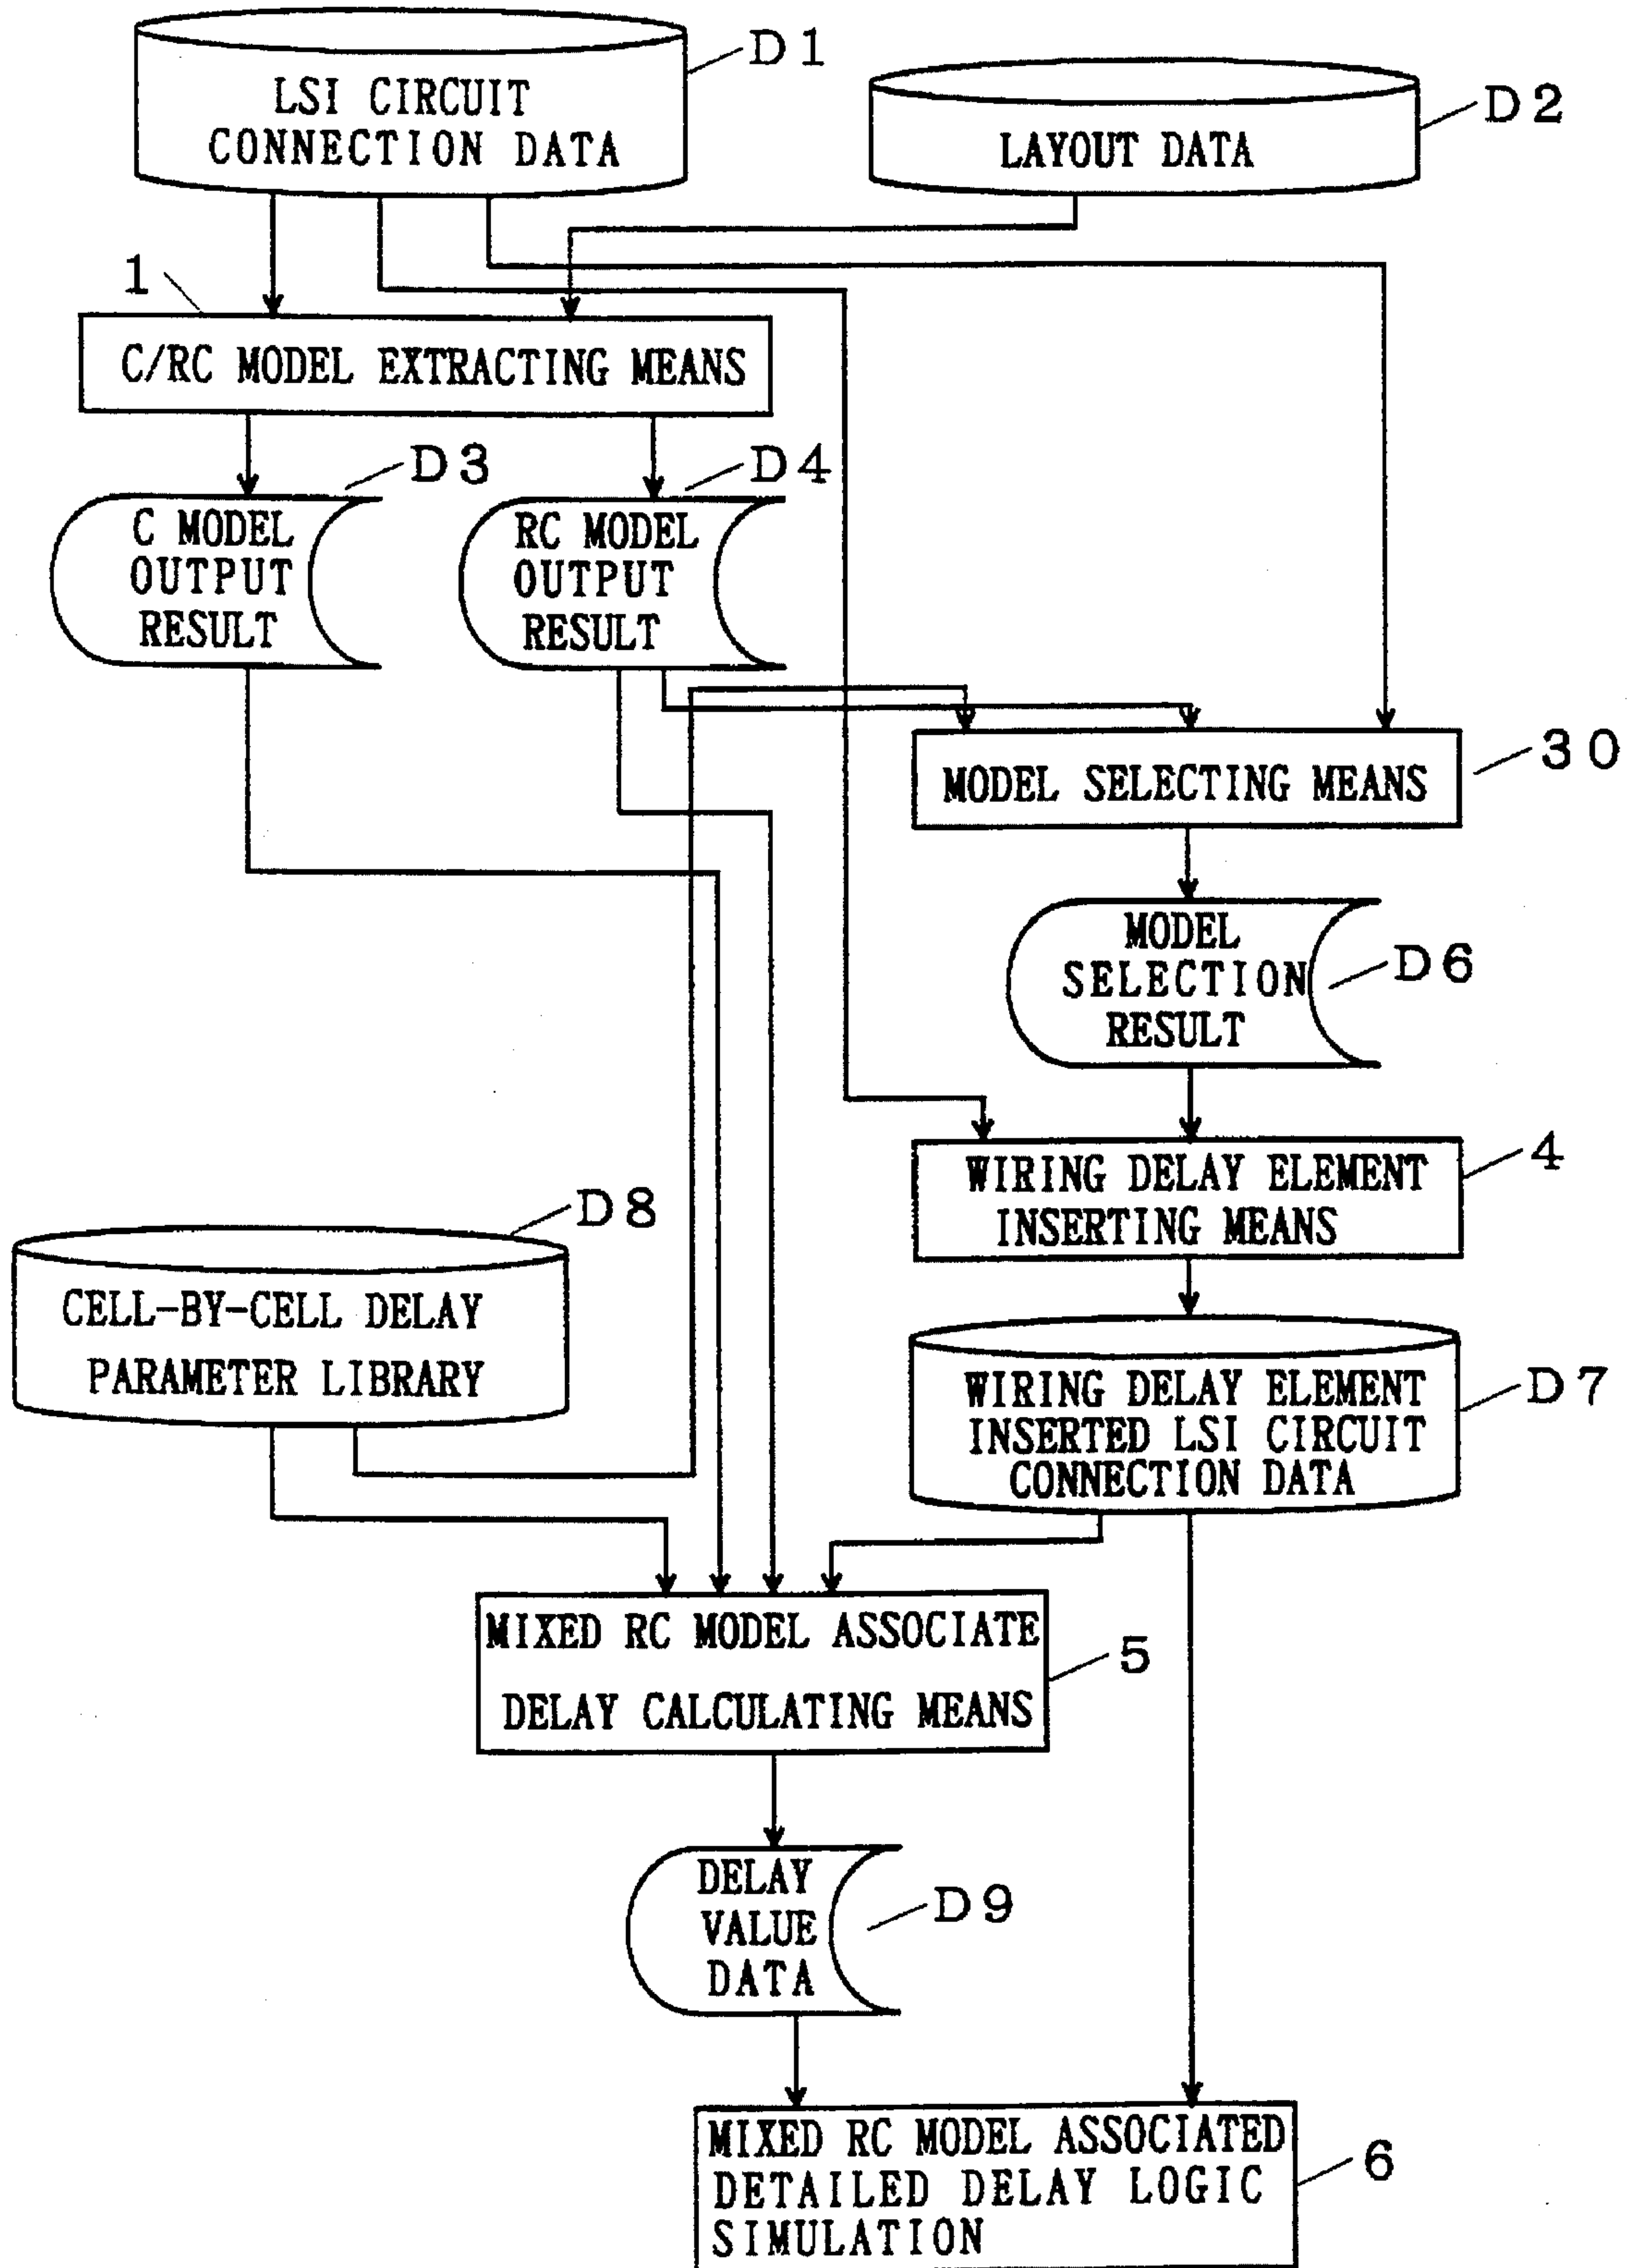 D1
LSI CIRCUIT
CONNECTION DATA
D2
LAYOUT DATA
1
C/RC MODEL EXTRACTING MEANS
D3
D4
C MODEL
OUTPUT
RESULT
RC MODEL
OUTPUT
RESULT
30
MODEL SELECTING MEANS
MODEL
SELECTION
RESULT
D6
4
WIRING DELAY ELEMENT
INSERTING MEANS
D8
CELL-BY-CELL DELAY
PARAMETER LIBRARY
D7
WIRING DELAY ELEMENT
INSERTED LSI CIRCUIT
CONNECTION DATA
MIXED RC MODEL ASSOCIATE
DELAY CALCULATING MEANS
5
DELAY
VALUE
DATA
D9
MIXED RC MODEL ASSOCIATED
DETAILED DELAY LOGIC
SIMULATION
6